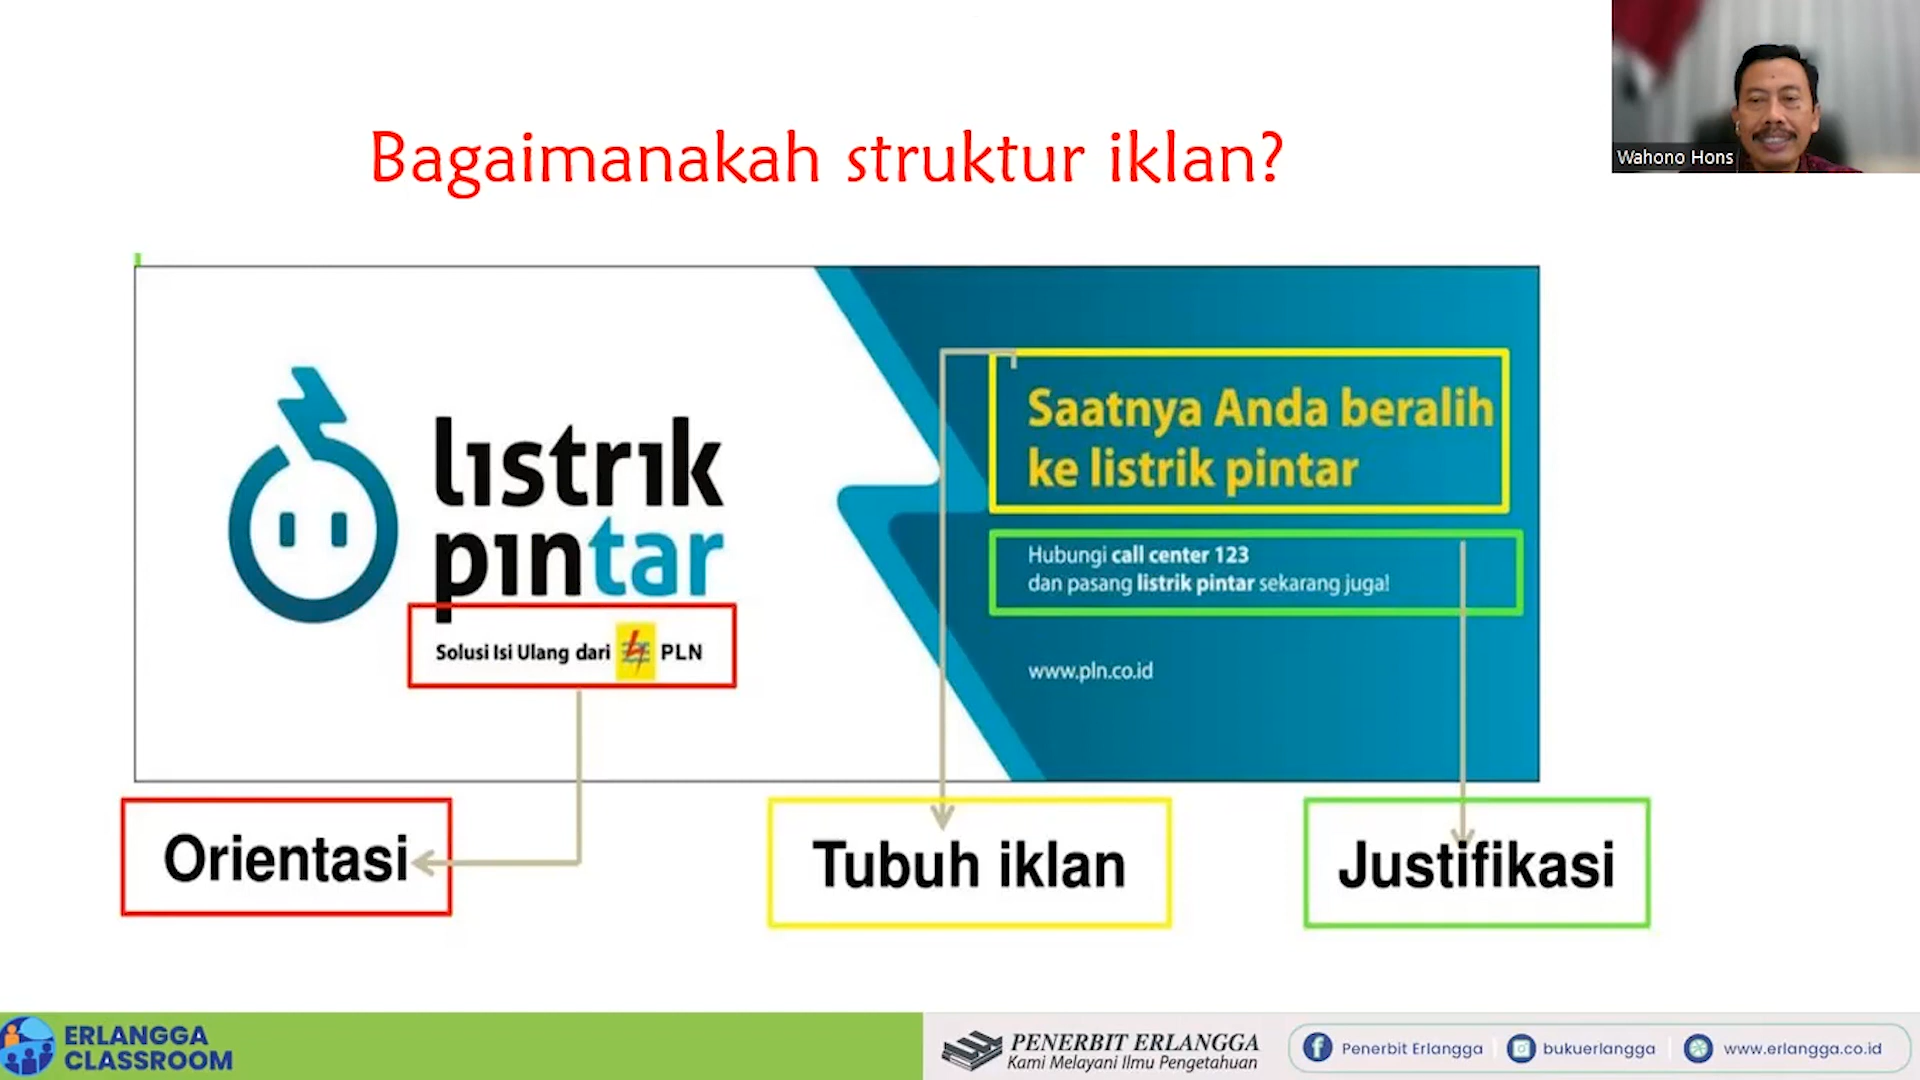 Bagaimanakah struktur iklan?
Wahono Hons
listrik
pintar
Solusi Isi Ulang dari PLN
Saatnya Anda beralih
ke listrik pintar
Hubungi call center 123
dan pasang listrik pintar sekarang juga!
www.pln.co.id
Orientasi
Tubuh iklan
Justifikasi
ERLANGGA
CLASSROOM
PENERBIT ERLANGGA
Kami Melayani Ilmu Pengetahuan
Penerbit Erlangga
bukuerlangga
www.erlangga.co.id